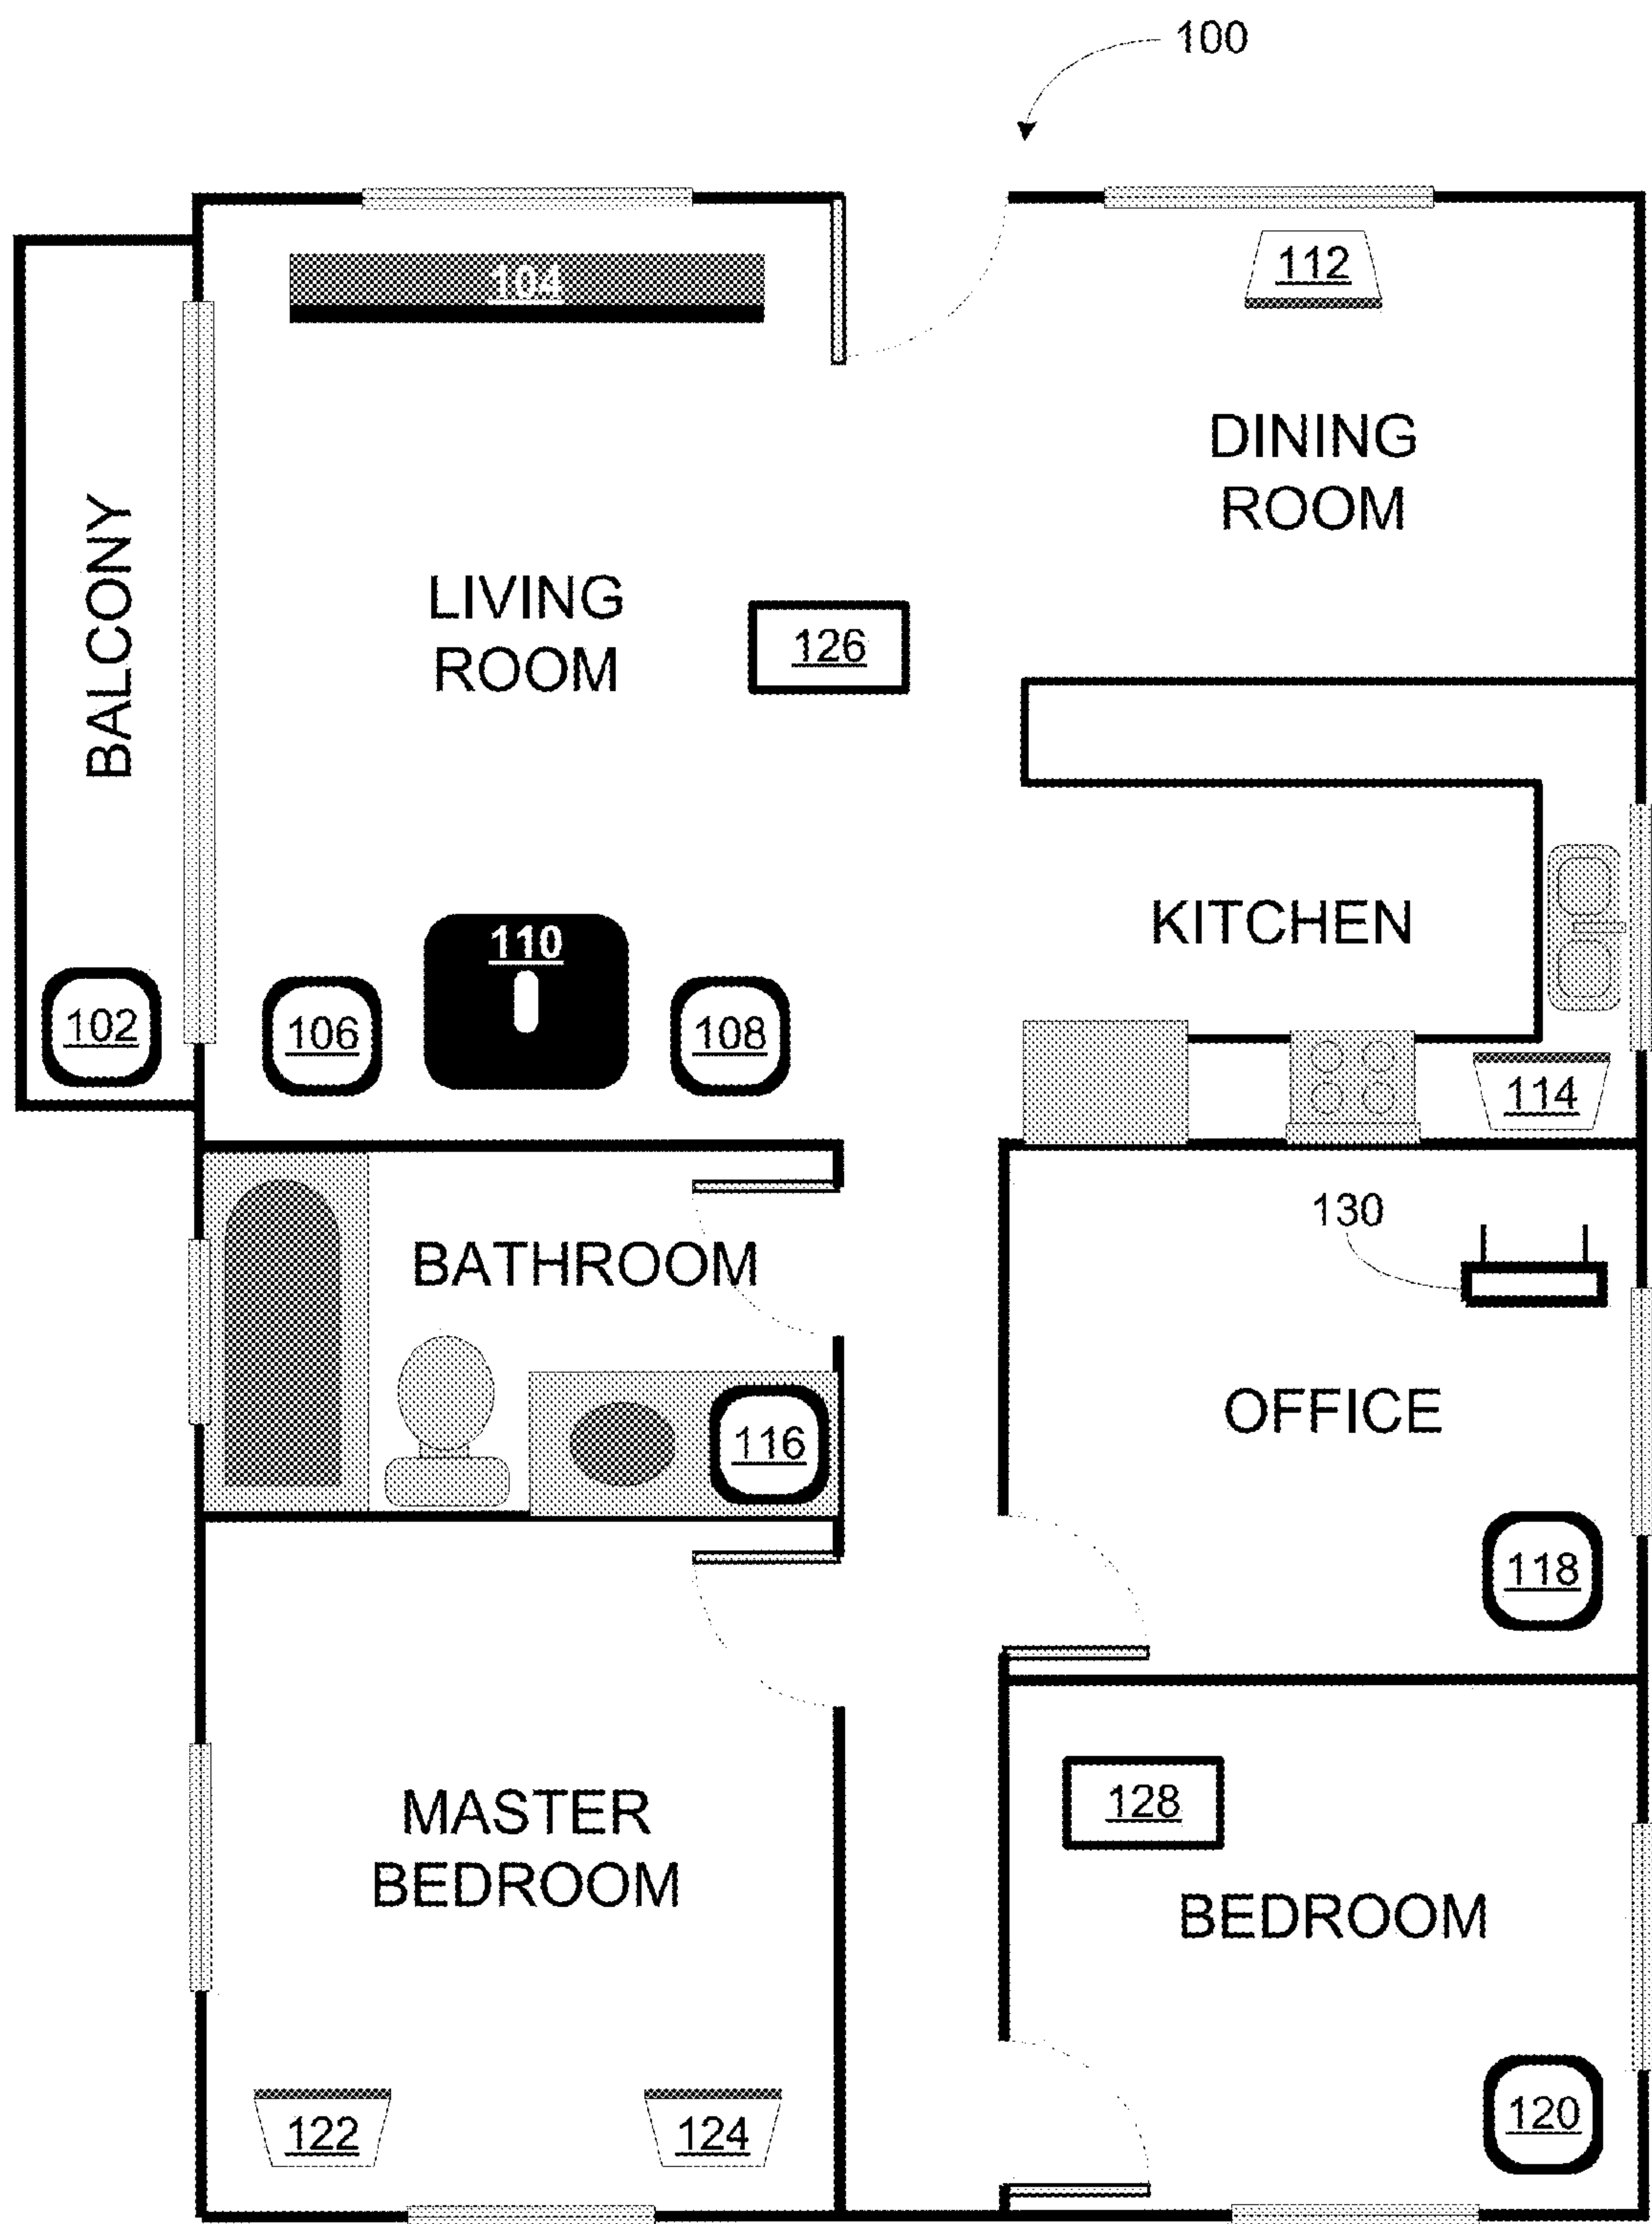 100
104
112
DINING
ROOM
BALCONY
LIVING
ROOM
126
KITCHEN
110
102
106
108
114
130
BATHROOM
OFFICE
116
118
MASTER
BEDROOM
128
BEDROOM
122
124
120